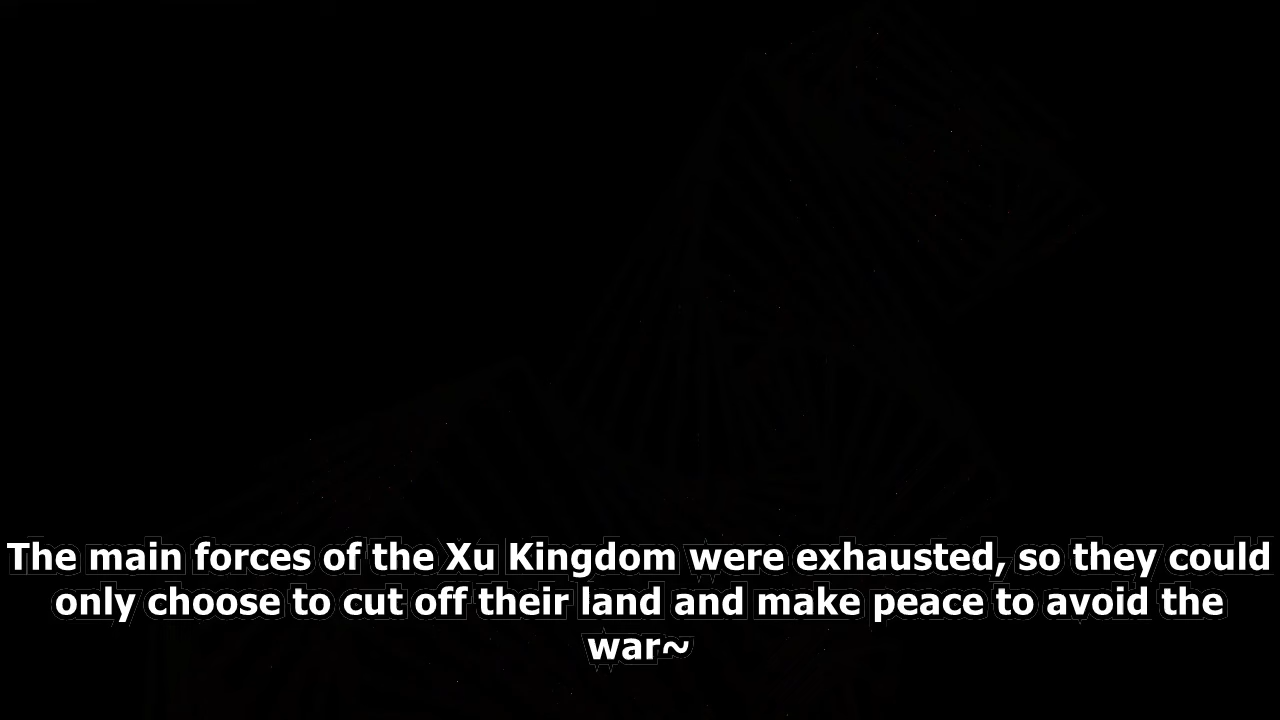 The main forces of the Xu Kingdom were exhausted, so they could
only choose to cut off their land and make peace to avoid the
war~